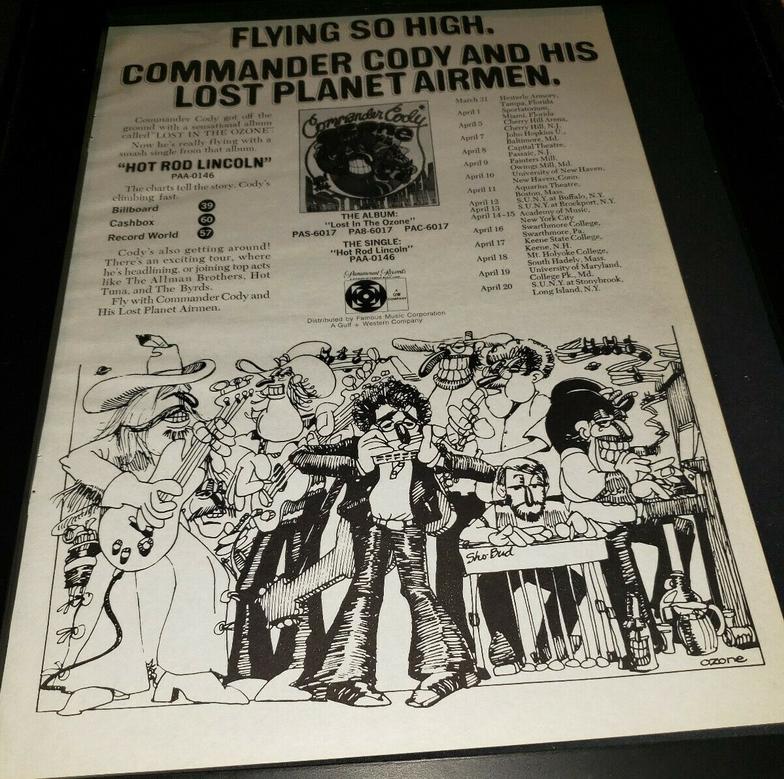 FLYING SO HIGH.
COMMANDER CODY AND HIS
LOST PLANET AIRMEN.
Commander Cody got off the
ground with a sensational album
called "LOST IN THE OZONE"
Now he's really flying with a
smash single from that album.
"HOT ROD LINCOLN"
PAA-0146
The charts tell the story. Cody's
climbing fast.
Billboard 39
Cashbox 60
Record World 57
Cody's also getting around!
There's an exciting tour, where
he's headlining, or joining top acts
like The Allman Brothers, Hot
Tuna, and The Byrds.
Fly with Commander Cody and
His Lost Planet Airmen.
Commander Cody
Ozone
THE ALBUM:
"Lost In The Ozone"
PAS-6017 PA8-6017 PAC-6017
THE SINGLE:
"Hot Rod Lincoln"
PAA-0146
Paramount Records
Distributed by Famous Music Corporation
A Gulf + Western Company
March 31 Hesterly Armory,
Tampa, Florida
April 1 Sportatorium,
Miami, Florida
April 5 Cherry Hill Arena,
Cherry Hill, N.J.
April 7 John Hopkins U.,
Baltimore, Md.
April 8 Capital Theatre,
Passaic, N.J.
April 9 Painters Mill,
Owings Mill, Md.
April 10 University of New Haven,
New Haven, Conn.
April 11 Aquarius Theatre,
Boston, Mass.
April 12 S.U.N.Y. at Buffalo, N.Y.
April 13 S.U.N.Y. at Brockport, N.Y.
April 14-15 Academy of Music,
New York City
April 16 Swarthmore College,
Swarthmore, Pa.
April 17 Keene State College,
Keene, N.H.
April 18 Mt. Holyoke College,
South Hadely, Mass.
April 19 University of Maryland,
College Pk., Md.
April 20 S.U.N.Y. at Stonybrook,
Long Island, N.Y.
Sho-Bud
ozone